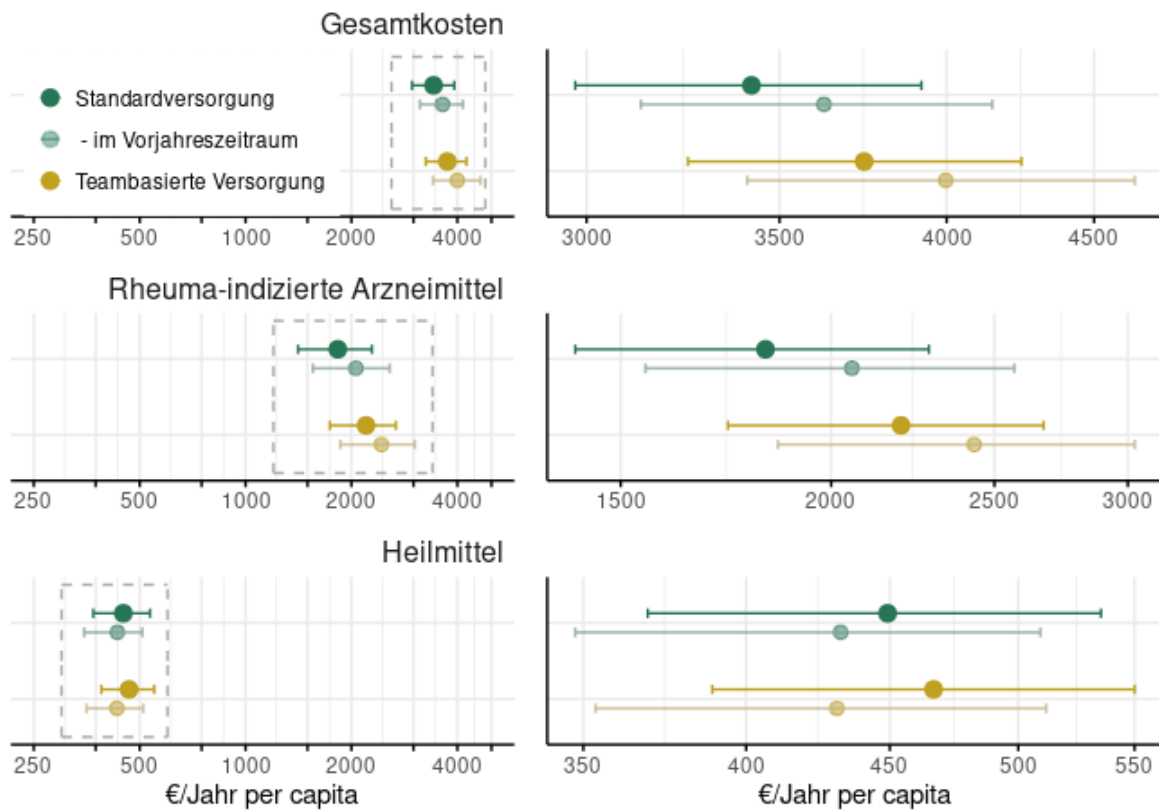 Gesamtkosten
Standardversorgung
- im Vorjahreszeitraum
Teambasierte Versorgung
250 500 1000 2000 4000
3000 3500 4000 4500
Rheuma-indizierte Arzneimittel
250 500 1000 2000 4000
1500 2000 2500 3000
Heilmittel
250 500 1000 2000 4000
350 400 450 500 550
€/Jahr per capita
€/Jahr per capita